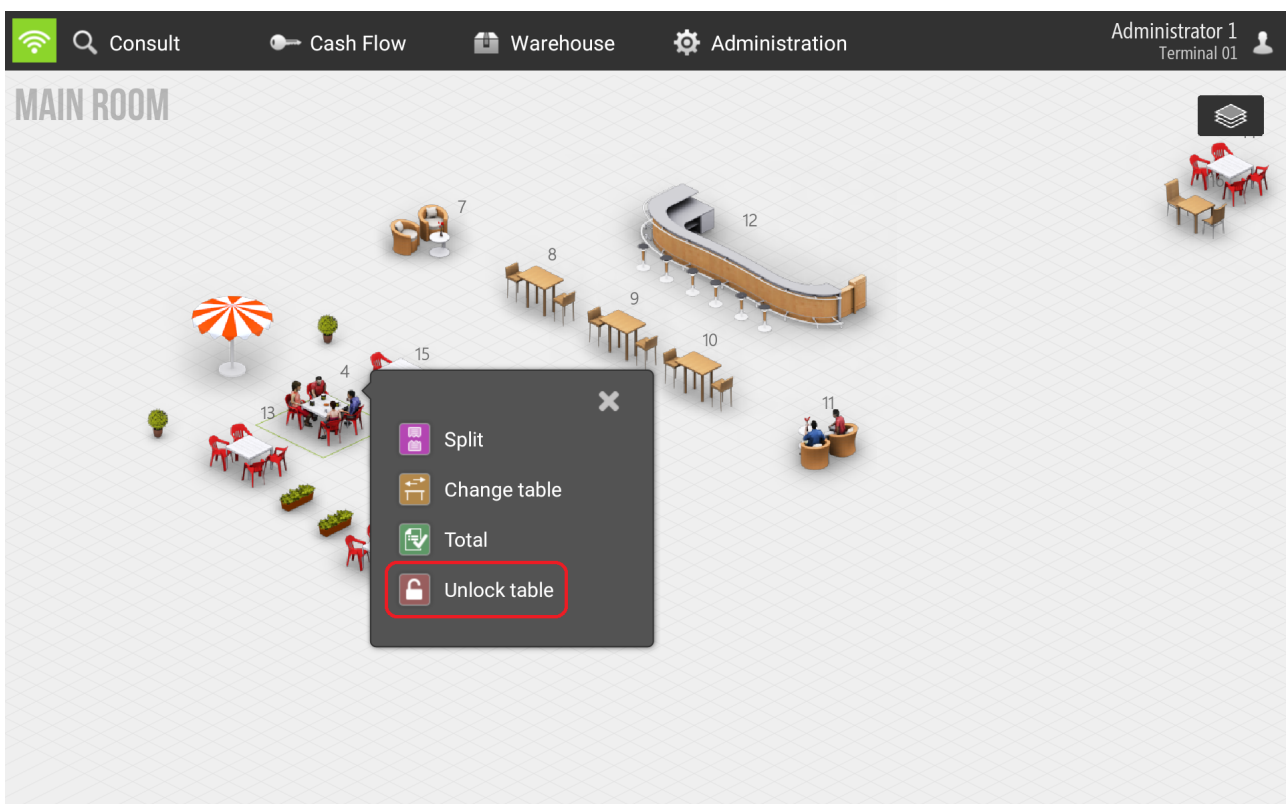 Consult
Cash Flow
Warehouse
Administration
Administrator 1
Terminal 01
MAIN ROOM
7
12
8
9
10
15
4
13
11
Split
Change table
Total
Unlock table